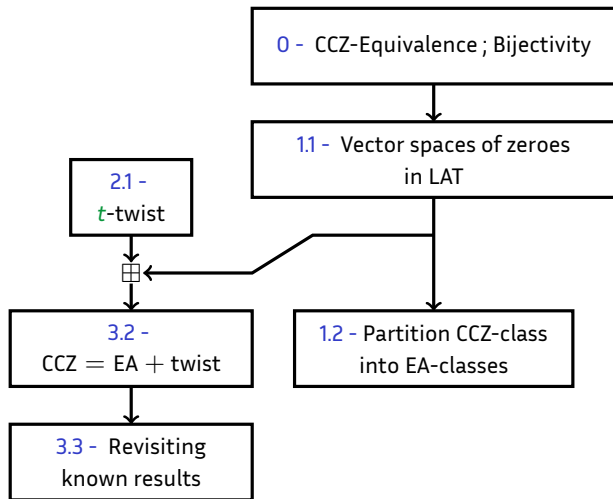 0 - CCZ-Equivalence ; Bijectivity
1.1 - Vector spaces of zeroes
in LAT
2.1 -
t-twist
3.2 -
CCZ = EA + twist
1.2 - Partition CCZ-class
into EA-classes
3.3 - Revisiting
known results